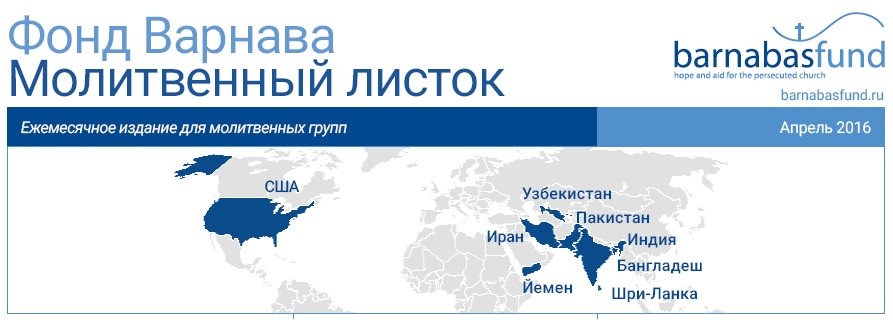 Фонд Варнава
Молитвенный листок
barnabasfund
hope and aid for the persecuted church
barnabasfund.ru
Ежемесячное издание для молитвенных групп
Апрель 2016
США
Узбекистан
Пакистан
Иран
Индия
Бангладеш
Йемен
Шри-Ланка